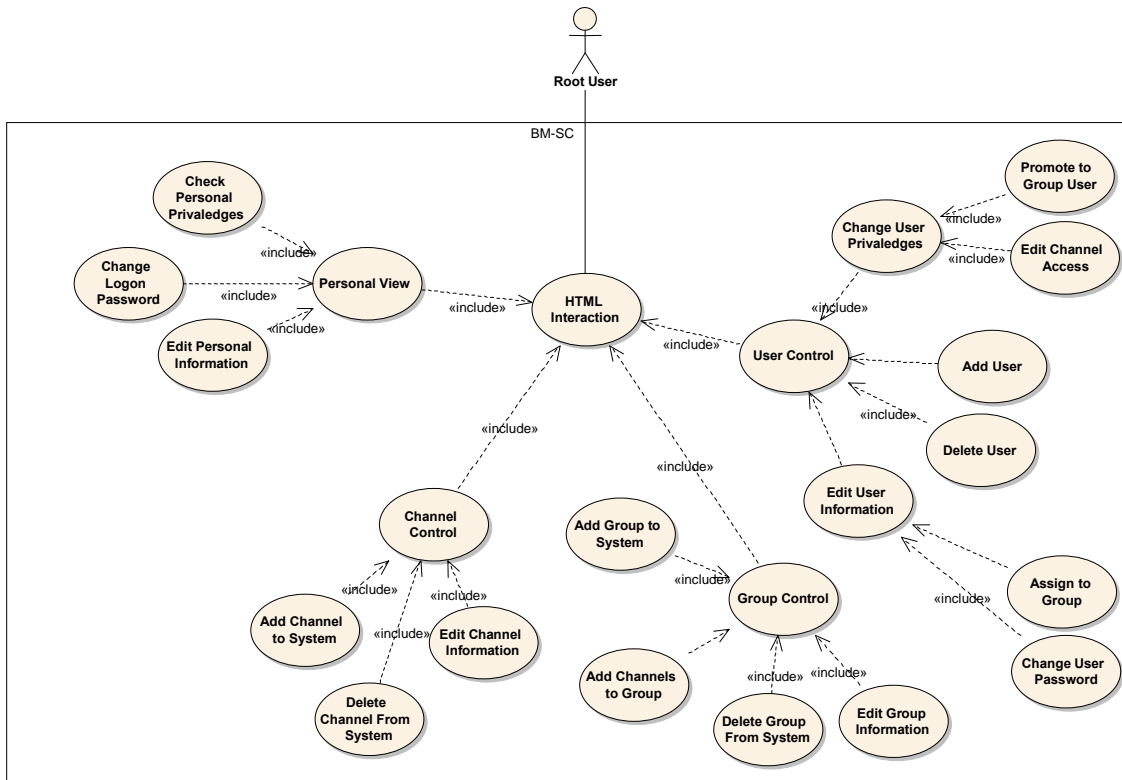 Root User
BM-SC
Check
Personal
Privaledges
«include»
Change
Logon
Password
«include»
Edit Personal
Information
«include»
Personal View
«include»
HTML
Interaction
Promote to
Group User
«include»
Change User
Privaledges
Edit Channel
Access
«include»
«include»
User Control
«include»
Add User
Delete User
«include»
Edit User
Information
Assign to
Group
«include»
Change User
Password
«include»
Channel
Control
«include»
Add Channel
to System
«include»
Edit Channel
Information
«include»
Delete
Channel From
System
«include»
Add Group to
System
«include»
Group Control
Add Channels
to Group
«include»
Delete Group
From System
«include»
Edit Group
Information